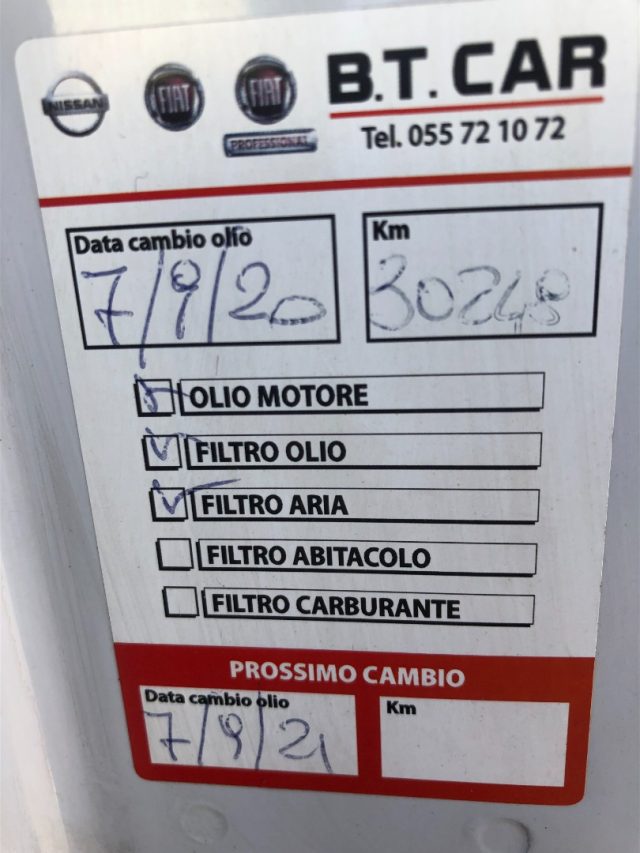 NISSAN FIAT FIAT B.T. CAR
PROFESSIONAL
Tel. 055 72 10 72
Data cambio olio Km
7/9/20 30248
OLIO MOTORE
FILTRO OLIO
FILTRO ARIA
FILTRO ABITACOLO
FILTRO CARBURANTE
PROSSIMO CAMBIO
Data cambio olio Km
7/9/21